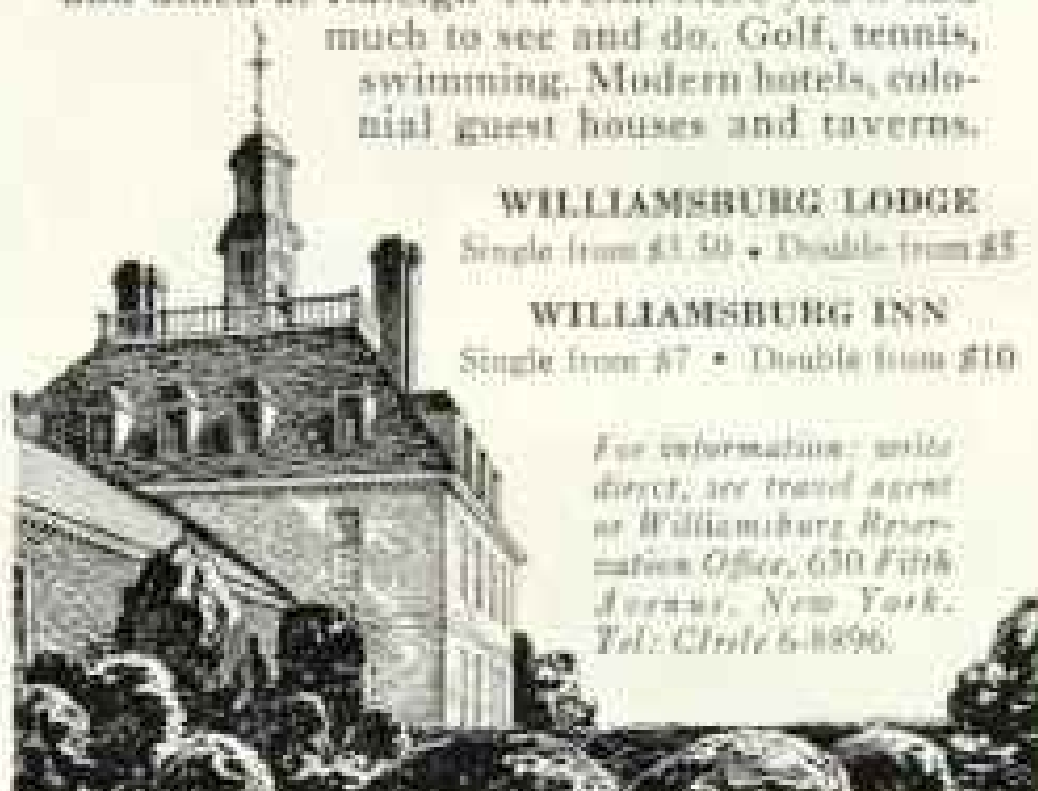 much to see and do. Golf, tennis,
swimming. Modern hotels, colo-
nial guest houses and taverns.
WILLIAMSBURG LODGE
Single from $3.50 • Double from $5
WILLIAMSBURG INN
Single from $7 • Double from $10
For information: write
direct, see travel agent
or Williamsburg Reser-
vation Office, 630 Fifth
Avenue, New York.
Tel: CIrcle 6-8896.